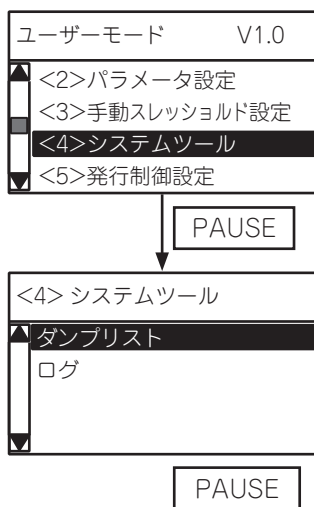 ユーザーモード V1.0
<2>パラメータ設定
<3>手動スレッショルド設定
<4>システムツール
<5>発行制御設定
PAUSE
<4> システムツール
ダンプリスト
ログ
PAUSE